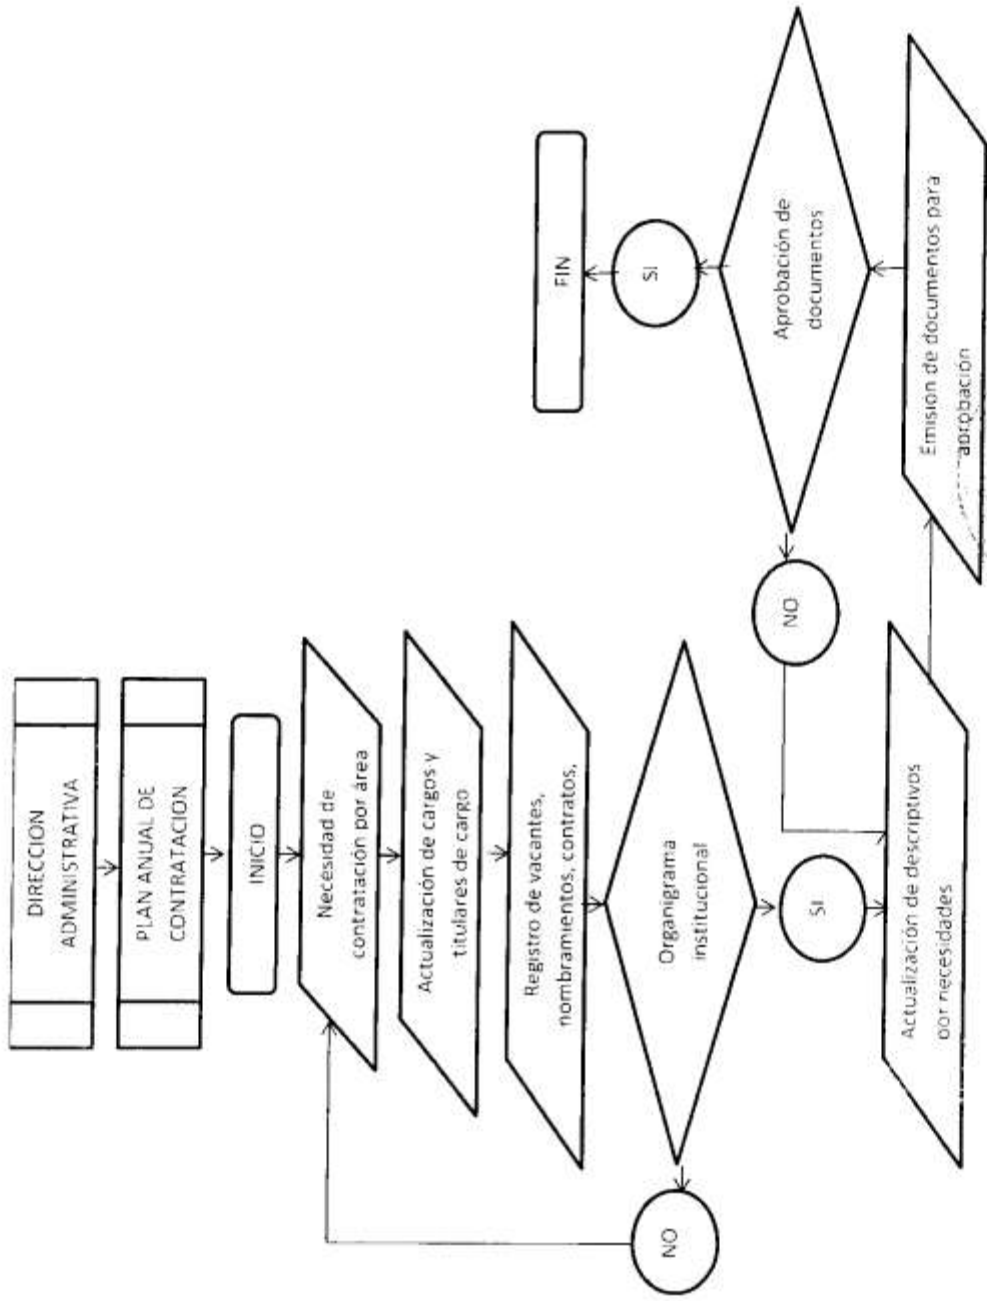 DIRECCION
ADMINISTRATIVA
PLAN ANUAL DE
CONTRATACION
INICIO
Necesidad de
contratación por área
Actualización de cargos y
titulares de cargo
Registro de vacantes,
nombramientos, contratos,
Organigrama
institucional
NO
SI
Actualización de descriptivos
por necesidades
Emisión de documentos para
aprobación
Aprobación de
documentos
NO
SI
FIN